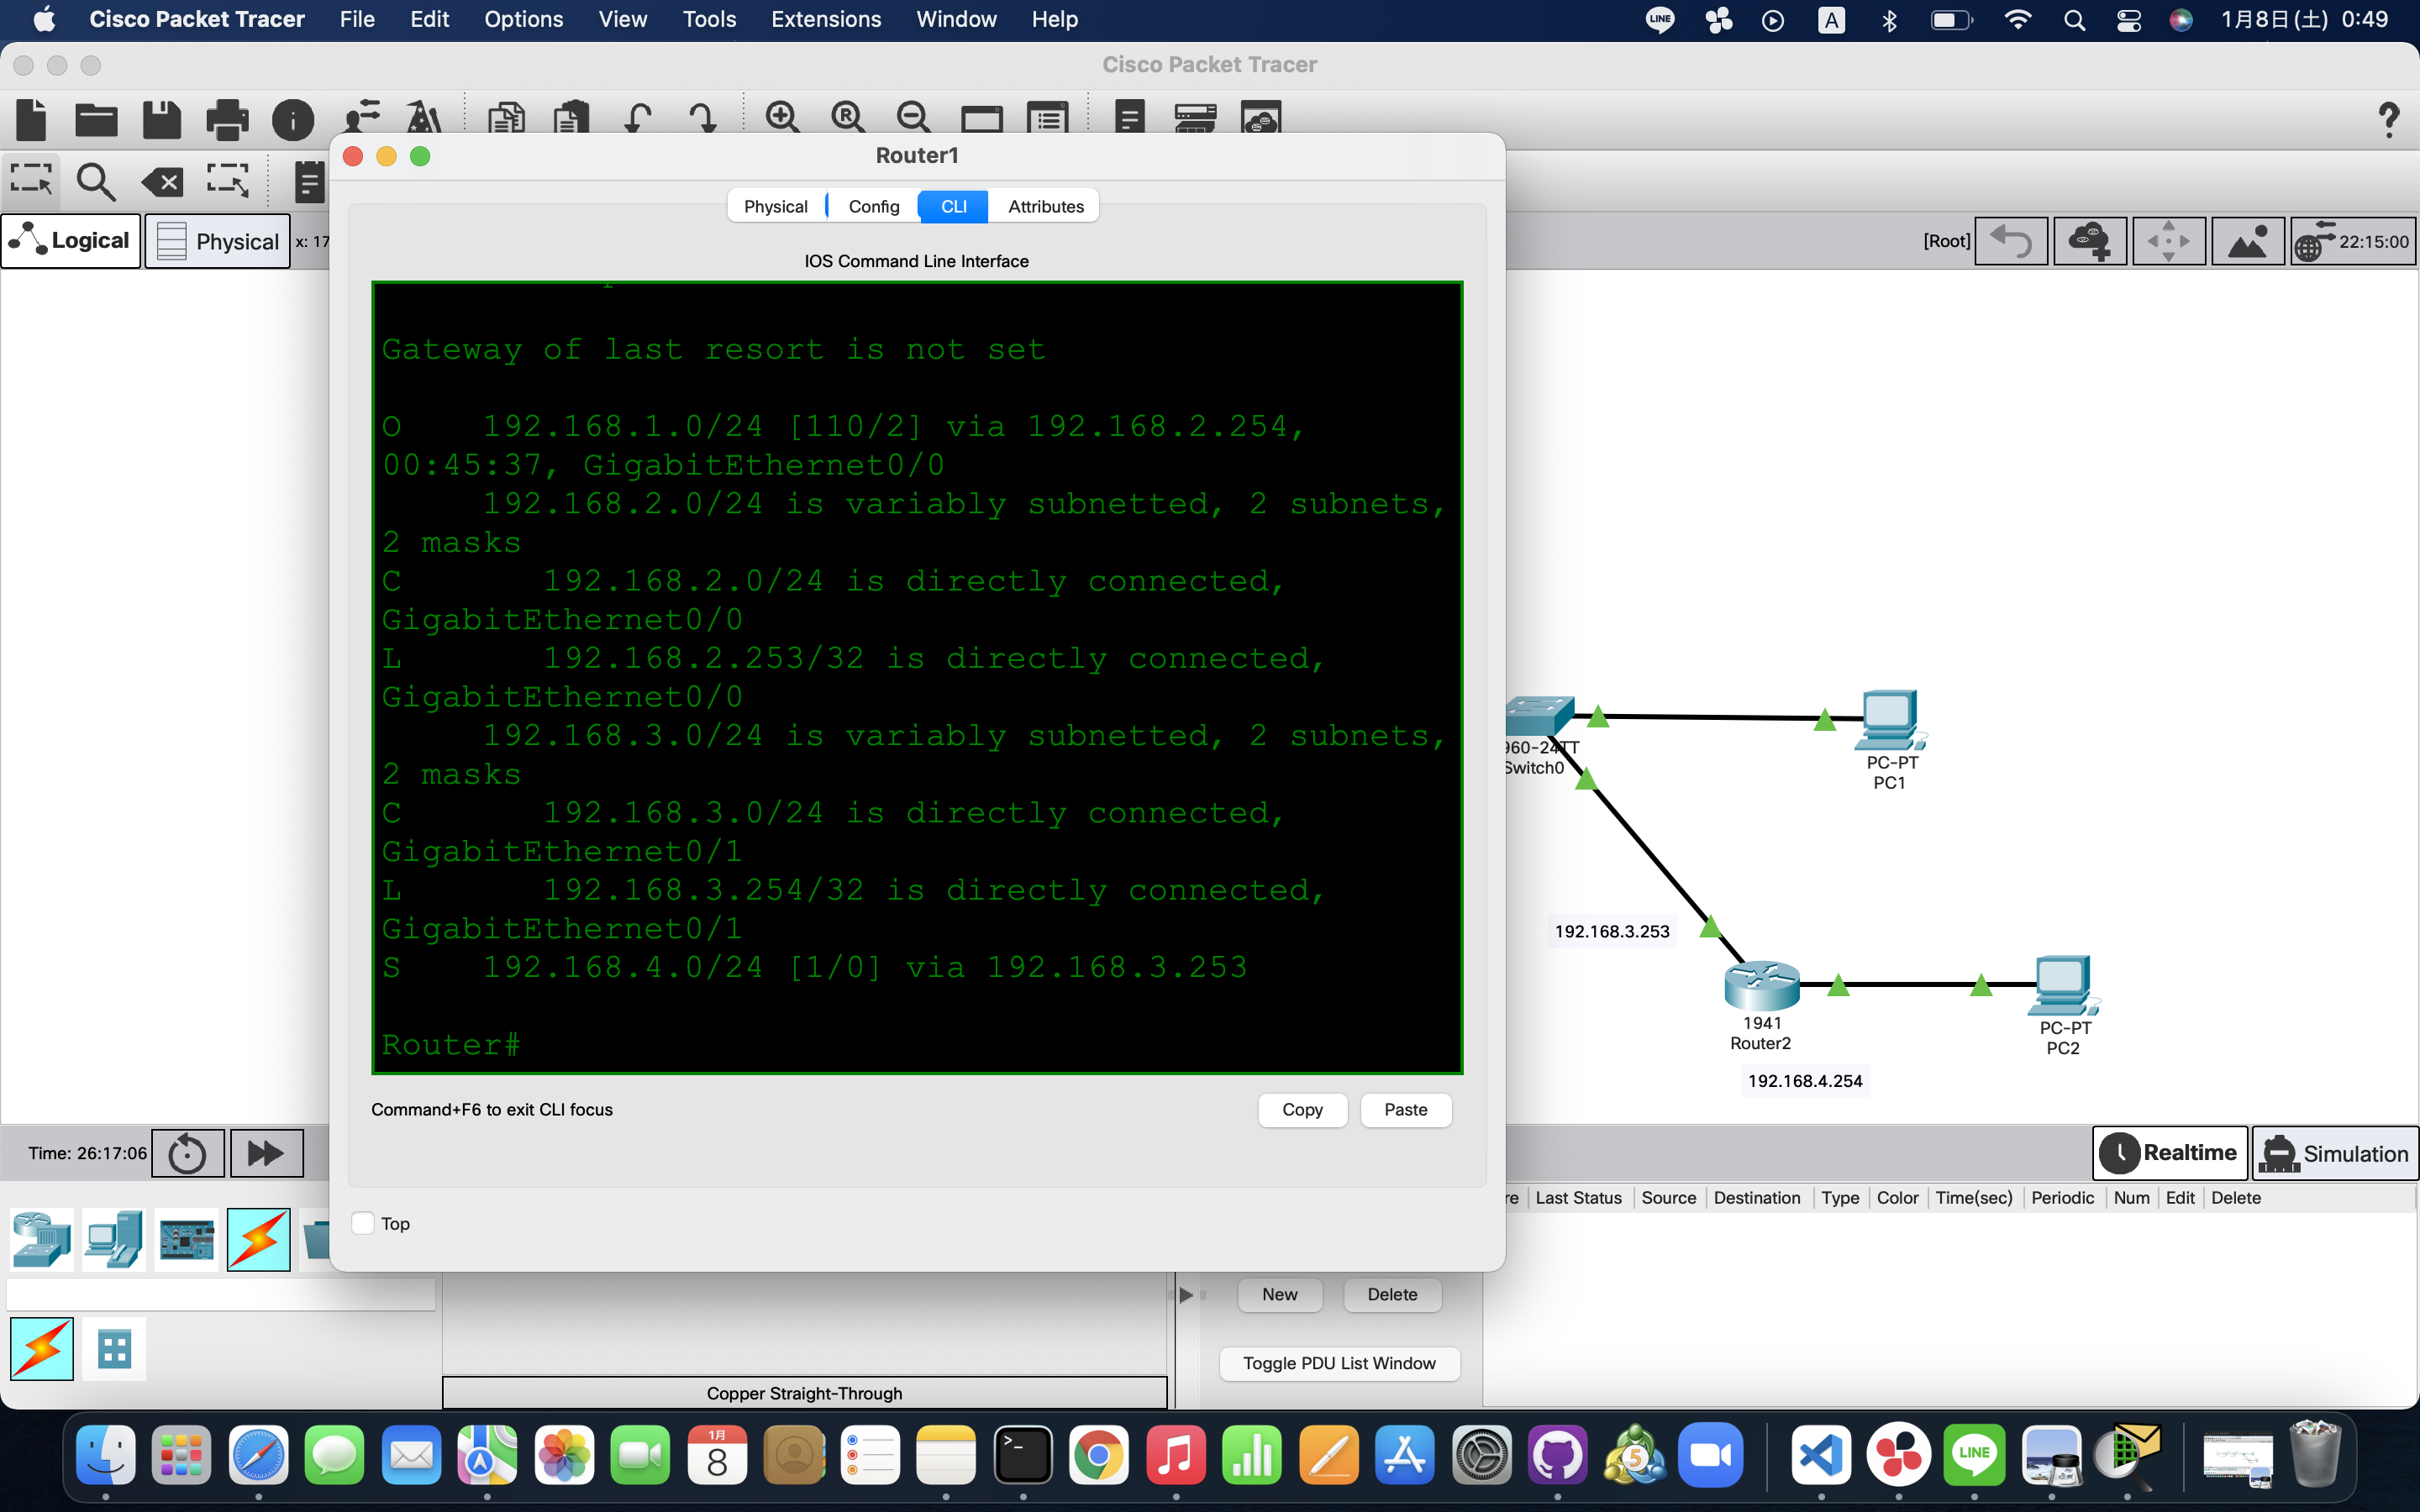 Cisco Packet Tracer File Edit Options View Tools Extensions Window Help
LINE A 1月8日(土) 0:49
Cisco Packet Tracer
Router1
Physical Config CLI Attributes
Logical Physical x: 17
[Root] 22:15:00
IOS Command Line Interface
Gateway of last resort is not set
O 192.168.1.0/24 [110/2] via 192.168.2.254,
00:45:37, GigabitEthernet0/0
192.168.2.0/24 is variably subnetted, 2 subnets,
2 masks
C 192.168.2.0/24 is directly connected,
GigabitEthernet0/0
L 192.168.2.253/32 is directly connected,
GigabitEthernet0/0
192.168.3.0/24 is variably subnetted, 2 subnets,
2 masks
C 192.168.3.0/24 is directly connected,
GigabitEthernet0/1
L 192.168.3.254/32 is directly connected,
GigabitEthernet0/1
S 192.168.4.0/24 [1/0] via 192.168.3.253
Router#
Command+F6 to exit CLI focus
Copy Paste
Top
960-24TT
Switch0
PC-PT
PC1
192.168.3.253
1941
Router2
PC-PT
PC2
192.168.4.254
Time: 26:17:06
Realtime Simulation
re Last Status Source Destination Type Color Time(sec) Periodic Num Edit Delete
New Delete
Toggle PDU List Window
Copper Straight-Through
1月
8
5
LINE